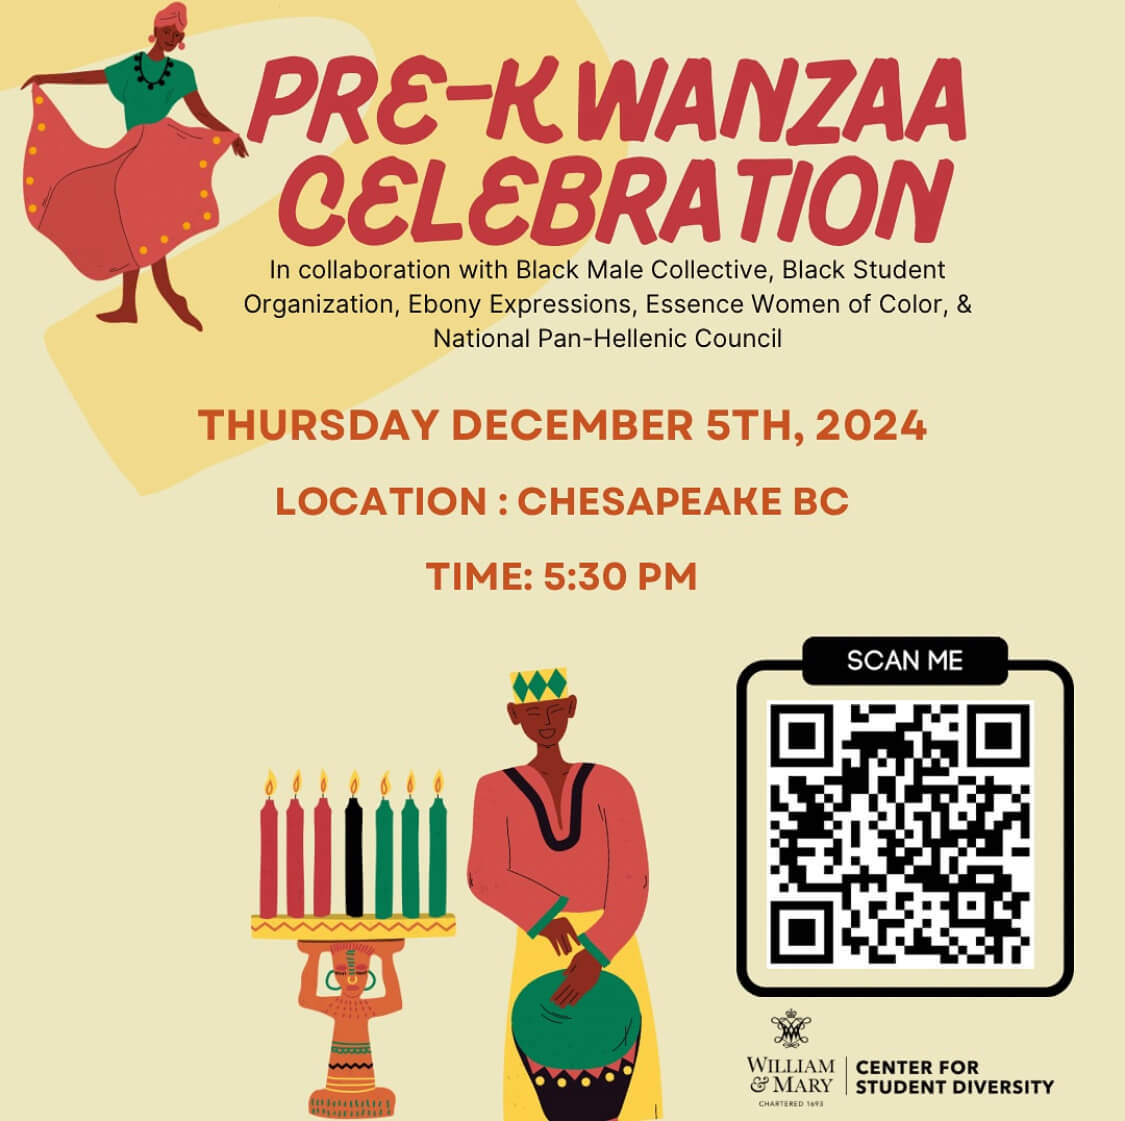 PRE-KWANZAA
CELEBRATION
In collaboration with Black Male Collective, Black Student
Organization, Ebony Expressions, Essence Women of Color, &
National Pan-Hellenic Council
THURSDAY DECEMBER 5TH, 2024
LOCATION : CHESAPEAKE BC
TIME: 5:30 PM
SCAN ME
WILLIAM
& MARY
CHARTERED 1693
CENTER FOR
STUDENT DIVERSITY